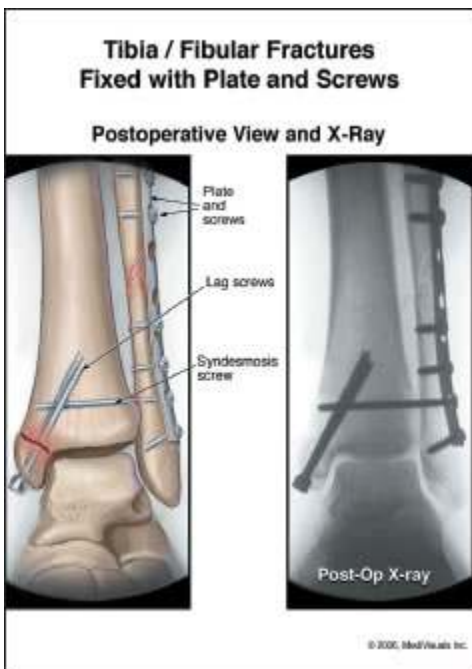 Tibia / Fibular Fractures
Fixed with Plate and Screws
Postoperative View and X-Ray
Plate
and
screws
Lag screws
Syndesmosis
screw
Post-Op X-ray
© 2006, MediVisuals Inc.